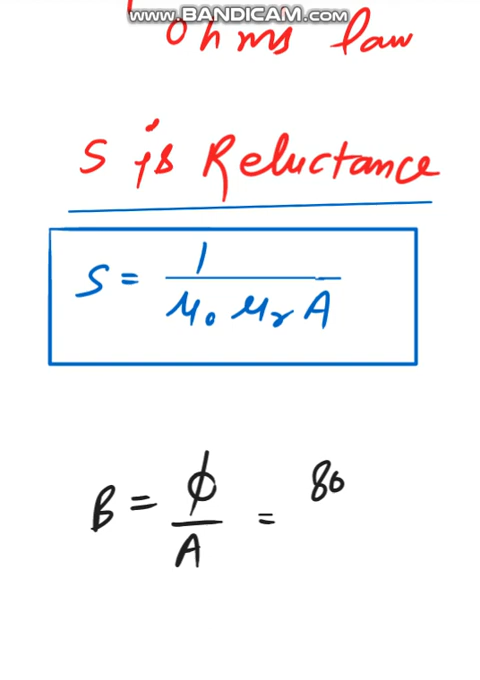 www.BANDICAM.com
ohms law
S is Reluctance
S = 1 / μ₀ μr A
B = ϕ / A = 80